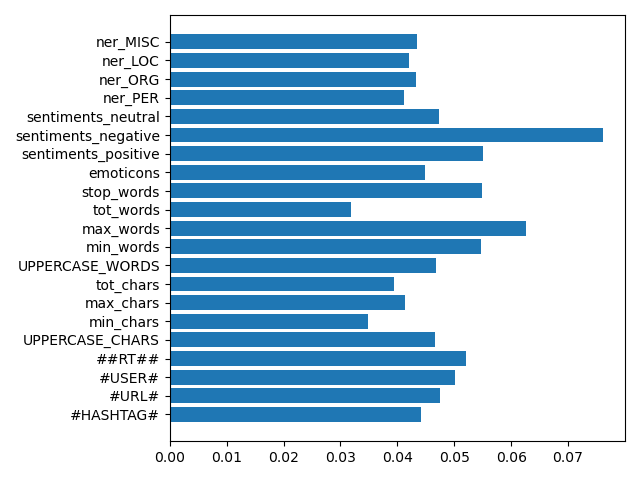 ner_MISC
ner_LOC
ner_ORG
ner_PER
sentiments_neutral
sentiments_negative
sentiments_positive
emoticons
stop_words
tot_words
max_words
min_words
UPPERCASE_WORDS
tot_chars
max_chars
min_chars
UPPERCASE_CHARS
##RT##
#USER#
#URL#
#HASHTAG#
0.00 0.01 0.02 0.03 0.04 0.05 0.06 0.07